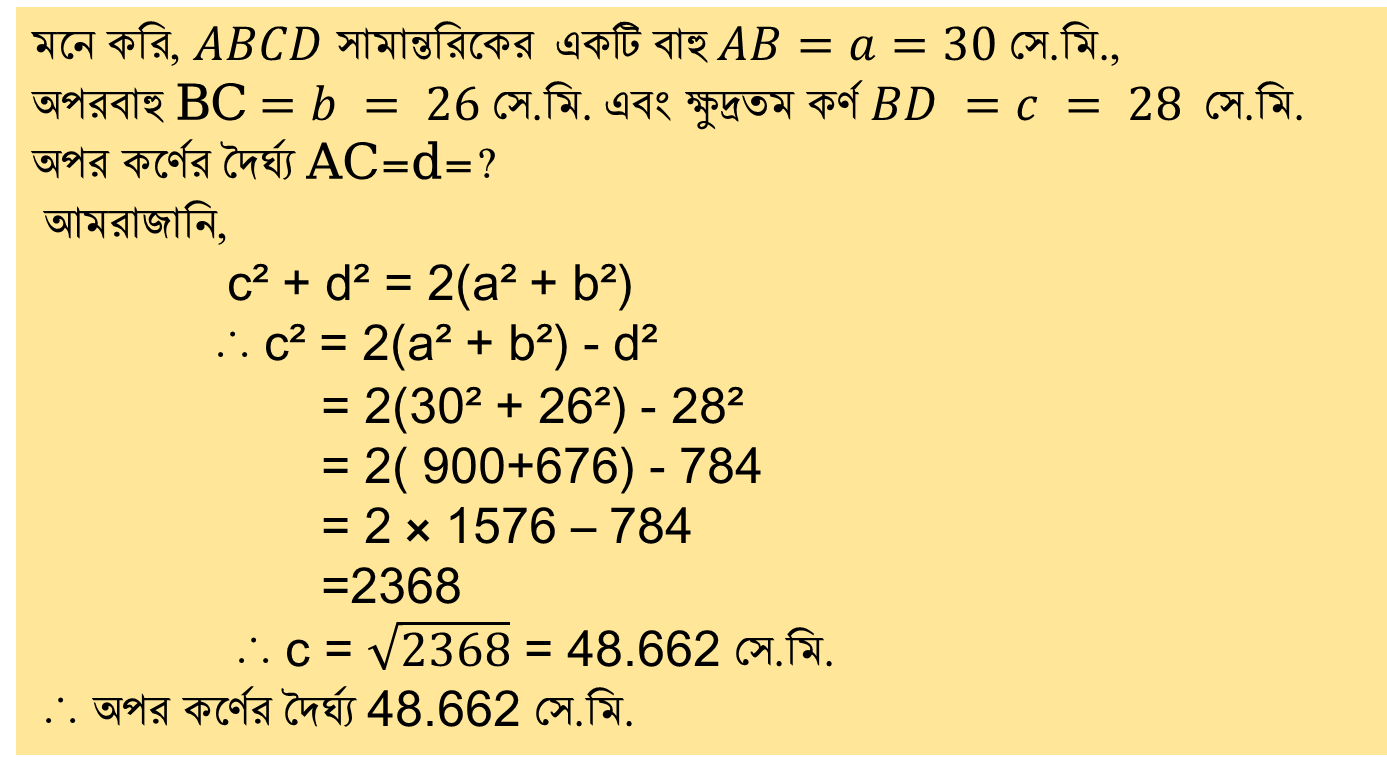 মনে করি, ABCD সামান্তরিকের একটি বাহু AB = a = 30 সে.মি.,
অপরবাহু BC = b = 26 সে.মি. এবং ক্ষুদ্রতম কর্ণ BD = c = 28 সে.মি.
অপর কর্ণের দৈর্ঘ্য AC=d=?
আমরাজানি,
c² + d² = 2(a² + b²)
∴ c² = 2(a² + b²) - d²
= 2(30² + 26²) - 28²
= 2( 900+676) - 784
= 2 × 1576 – 784
=2368
∴ c = √2368 = 48.662 সে.মি.
∴ অপর কর্ণের দৈর্ঘ্য 48.662 সে.মি.